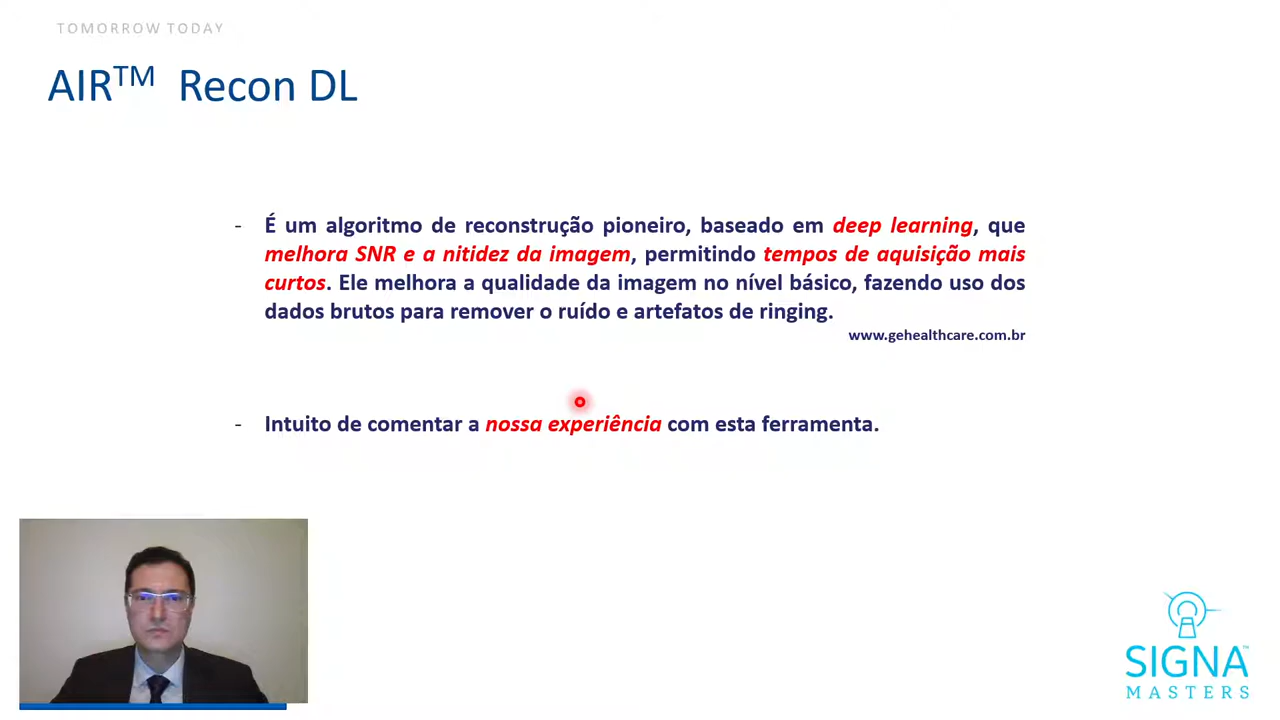 TOMORROW TODAY
AIR™ Recon DL
- É um algoritmo de reconstrução pioneiro, baseado em deep learning, que
melhora SNR e a nitidez da imagem, permitindo tempos de aquisição mais
curtos. Ele melhora a qualidade da imagem no nível básico, fazendo uso dos
dados brutos para remover o ruído e artefatos de ringing.
www.gehealthcare.com.br
- Intuito de comentar a nossa experiência com esta ferramenta.
SIGNA™
MASTERS